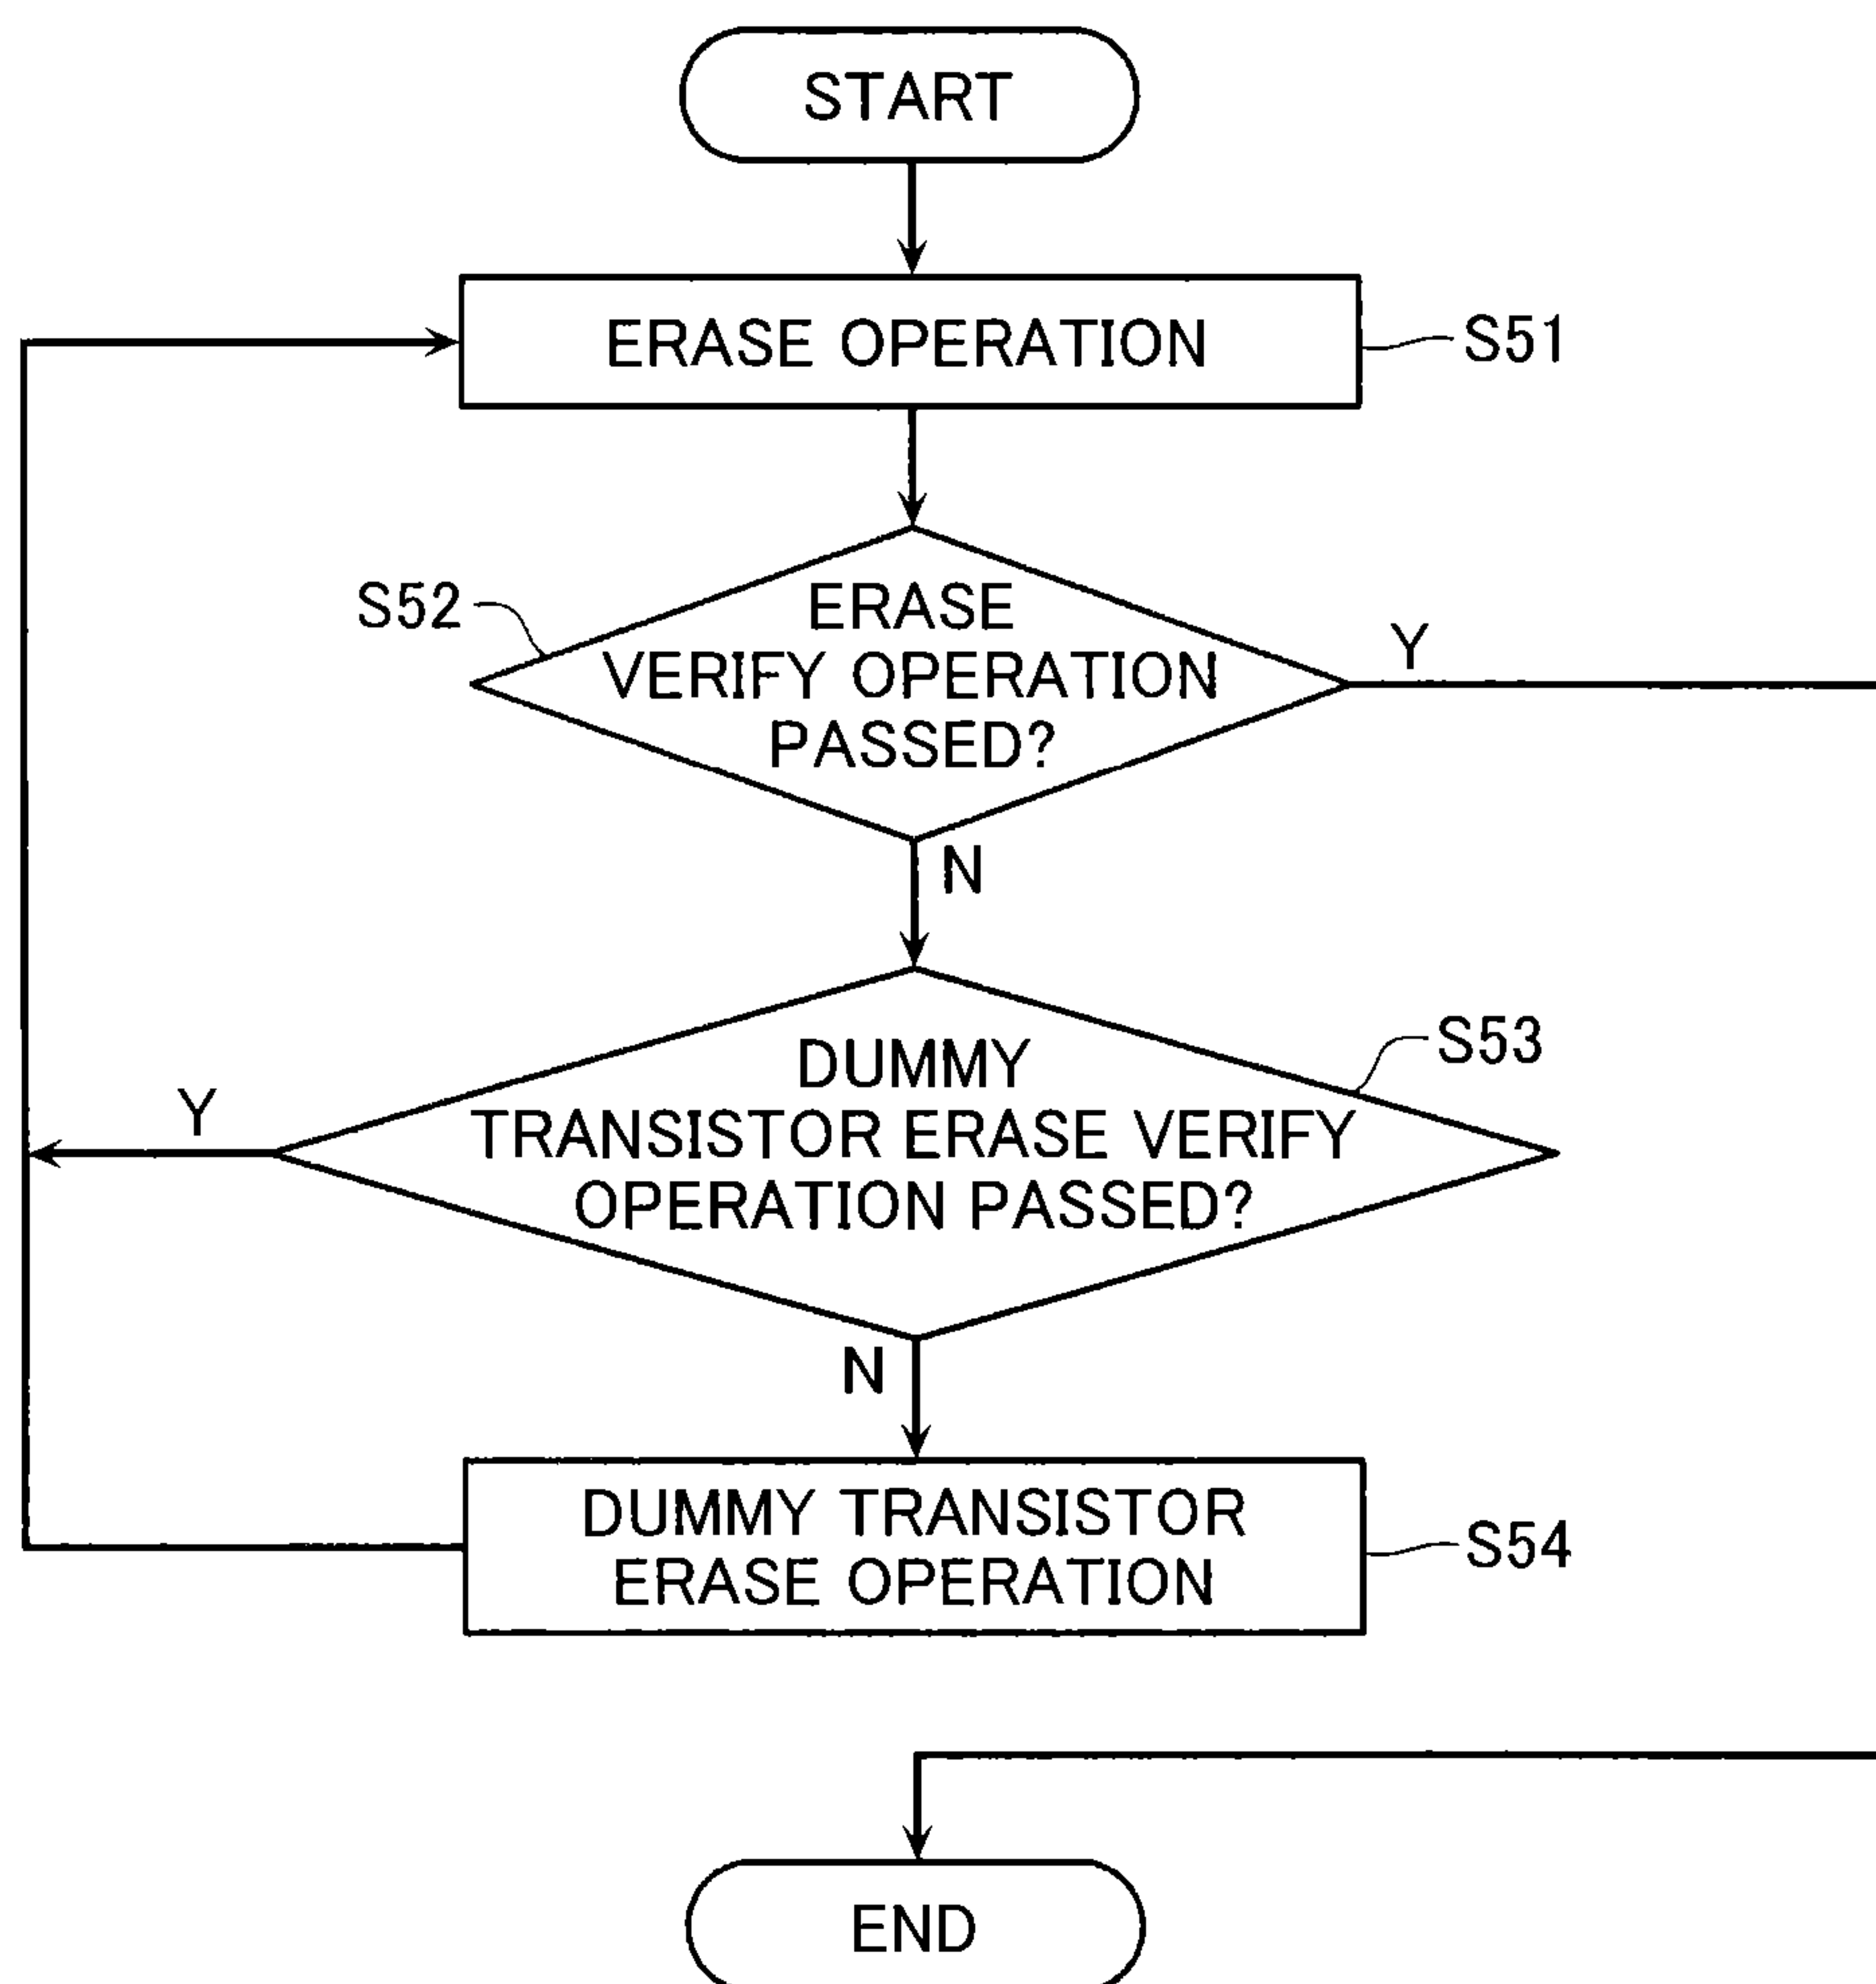 START
ERASE OPERATION
S51
S52
ERASE
VERIFY OPERATION
PASSED?
Y
N
DUMMY
TRANSISTOR ERASE VERIFY
OPERATION PASSED?
S53
Y
N
DUMMY TRANSISTOR
ERASE OPERATION
S54
END